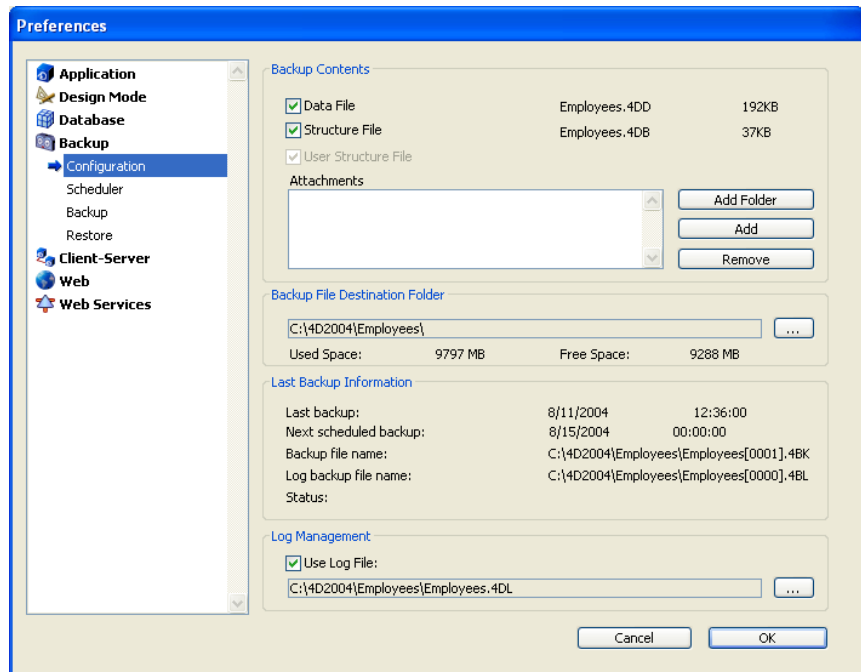 Preferences
Application
Design Mode
Database
Backup
Configuration
Scheduler
Backup
Restore
Client-Server
Web
Web Services
Backup Contents
Data File Employees.4DD 192KB
Structure File Employees.4DB 37KB
User Structure File
Attachments
Add Folder
Add
Remove
Backup File Destination Folder
C:\4D2004\Employees\ ...
Used Space: 9797 MB Free Space: 9288 MB
Last Backup Information
Last backup: 8/11/2004 12:36:00
Next scheduled backup: 8/15/2004 00:00:00
Backup file name: C:\4D2004\Employees\Employees[0001].4BK
Log backup file name: C:\4D2004\Employees\Employees[0000].4BL
Status:
Log Management
Use Log File:
C:\4D2004\Employees\Employees.4DL ...
Cancel OK